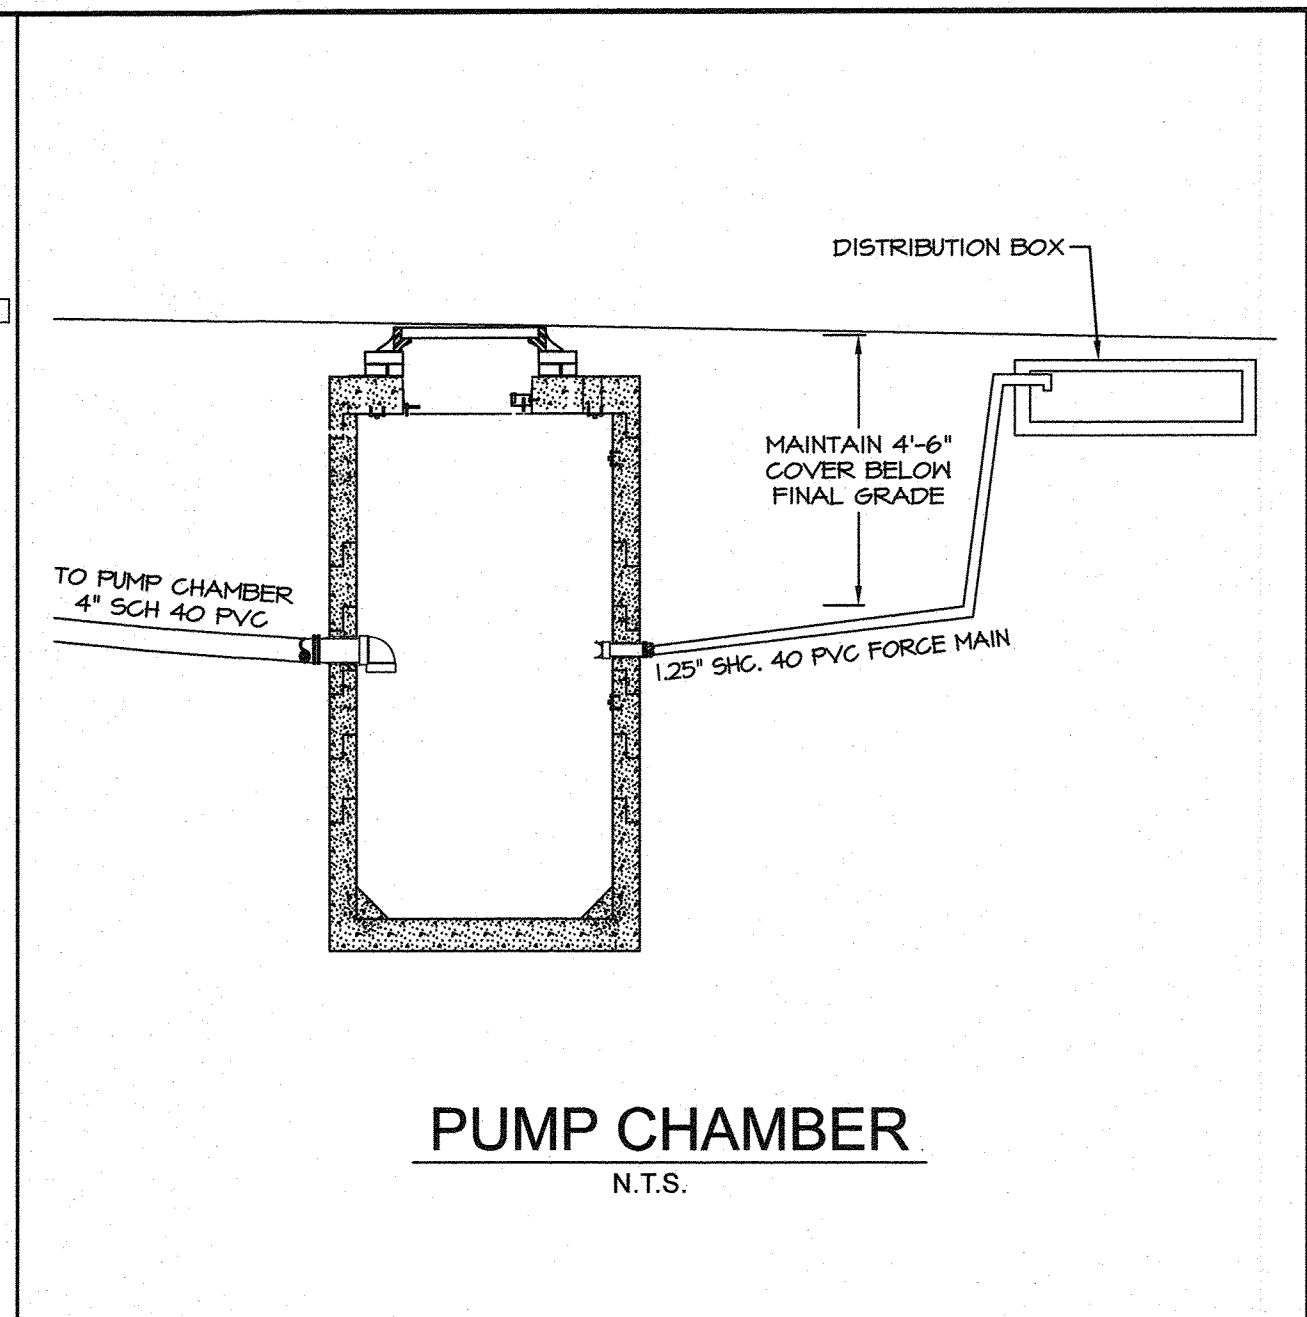 DISTRIBUTION BOX
MAINTAIN 4'-6"
COVER BELOW
FINAL GRADE
TO PUMP CHAMBER
4" SCH 40 PVC
1.25" SHC. 40 PVC FORCE MAIN
PUMP CHAMBER
N.T.S.